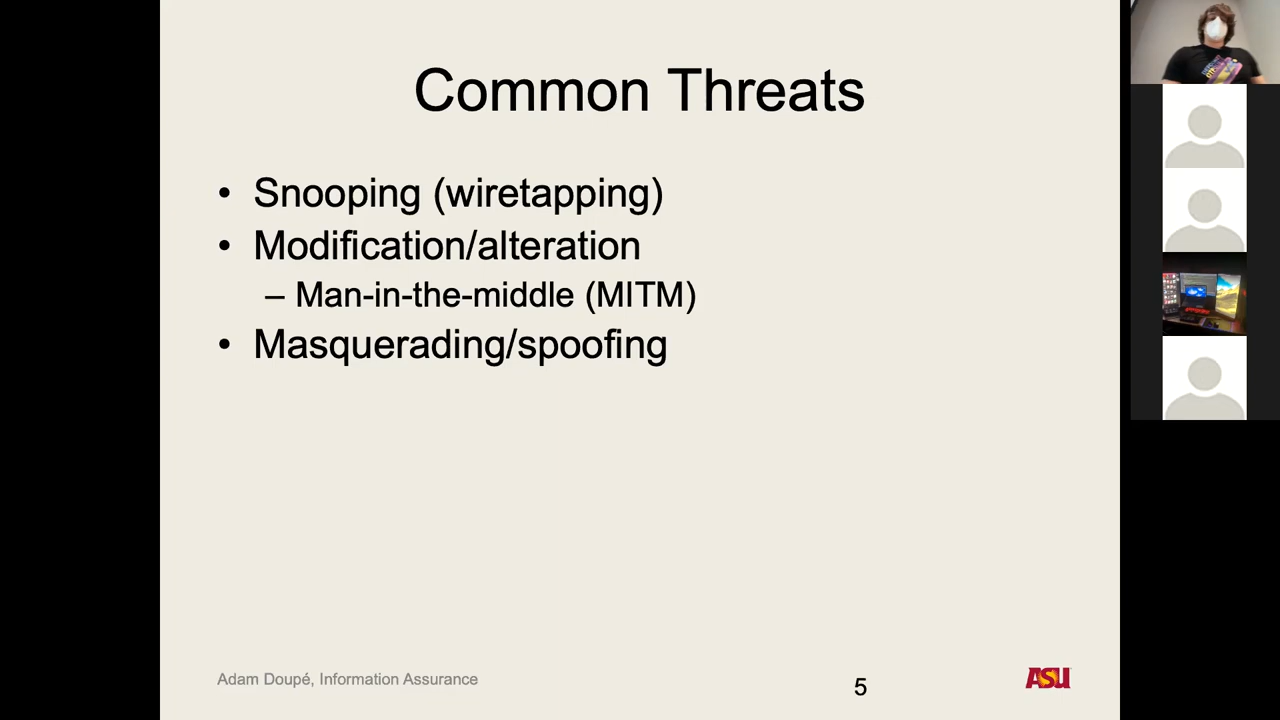 Common Threats
• Snooping (wiretapping)
• Modification/alteration
– Man-in-the-middle (MITM)
• Masquerading/spoofing
Adam Doupé, Information Assurance
5
ASU